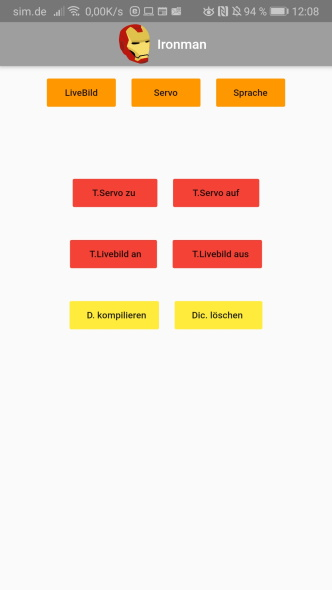 sim.de 0,00K/s 94 % 12:08
Ironman
LiveBild Servo Sprache
T.Servo zu T.Servo auf
T.Livebild an T.Livebild aus
D. kompilieren Dic. löschen